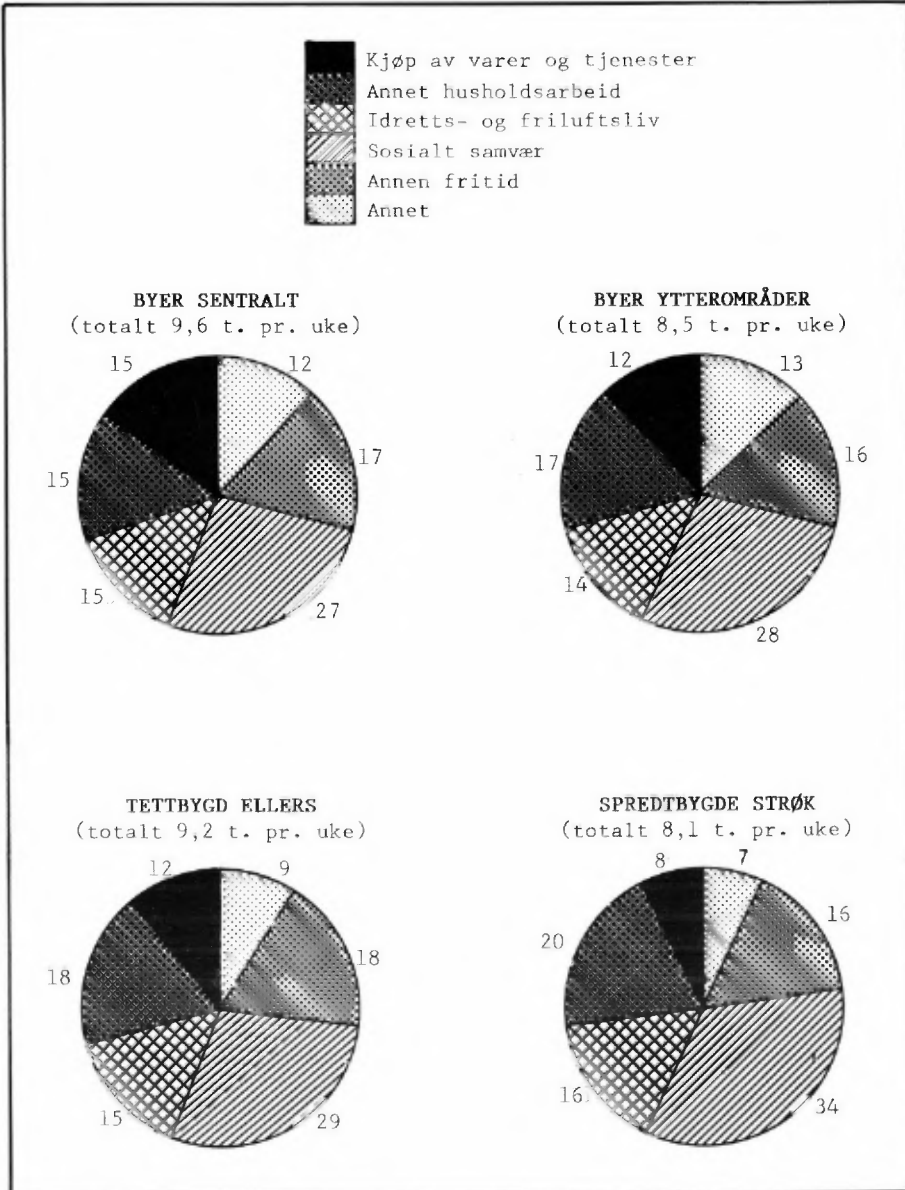 Kjøp av varer og tjenester
Annet husholdsarbeid
Idretts- og friluftsliv
Sosialt samvær
Annen fritid
Annet
BYER SENTRALT
(totalt 9,6 t. pr. uke)
15
12
17
15
15
27
BYER YTTEROMRÅDER
(totalt 8,5 t. pr. uke)
12
13
16
17
14
28
TETTBYGD ELLERS
(totalt 9,2 t. pr. uke)
12
9
18
18
15
29
SPREDTBYGDE STRØK
(totalt 8,1 t. pr. uke)
8
7
16
20
16
34